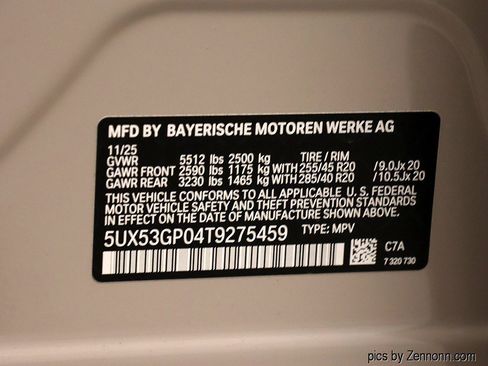 MFD BY BAYERISCHE MOTOREN WERKE AG
11/25
GVWR 5512 lbs 2500 kg TIRE / RIM
GAWR FRONT 2590 lbs 1175 kg WITH 255/45 R20 / 9.0Jx 20
GAWR REAR 3230 lbs 1465 kg WITH 285/40 R20 / 10.5Jx 20
THIS VEHICLE CONFORMS TO ALL APPLICABLE U. S. FEDERAL
MOTOR VEHICLE SAFETY AND THEFT PREVENTION STANDARDS
IN EFFECT ON THE DATE OF MANUFACTURE SHOWN ABOVE.
5UX53GP04T9275459 TYPE: MPV
C7A
7 320 730
pics by Zennonn.com